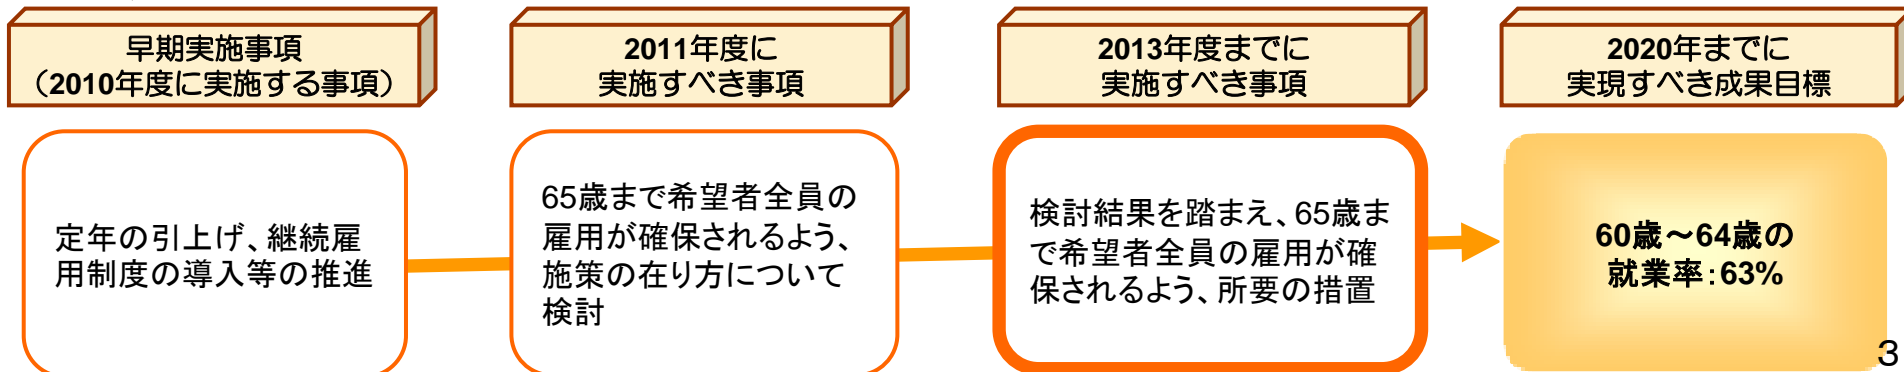 早期実施事項
（2010年度に実施する事項）
2011年度に
実施すべき事項
2013年度までに
実施すべき事項
2020年までに
実現すべき成果目標
定年の引上げ、継続雇
用制度の導入等の推進
65歳まで希望者全員の
雇用が確保されるよう、
施策の在り方について
検討
検討結果を踏まえ、65歳ま
で希望者全員の雇用が確
保されるよう、所要の措置
60歳～64歳の
就業率：63%
3